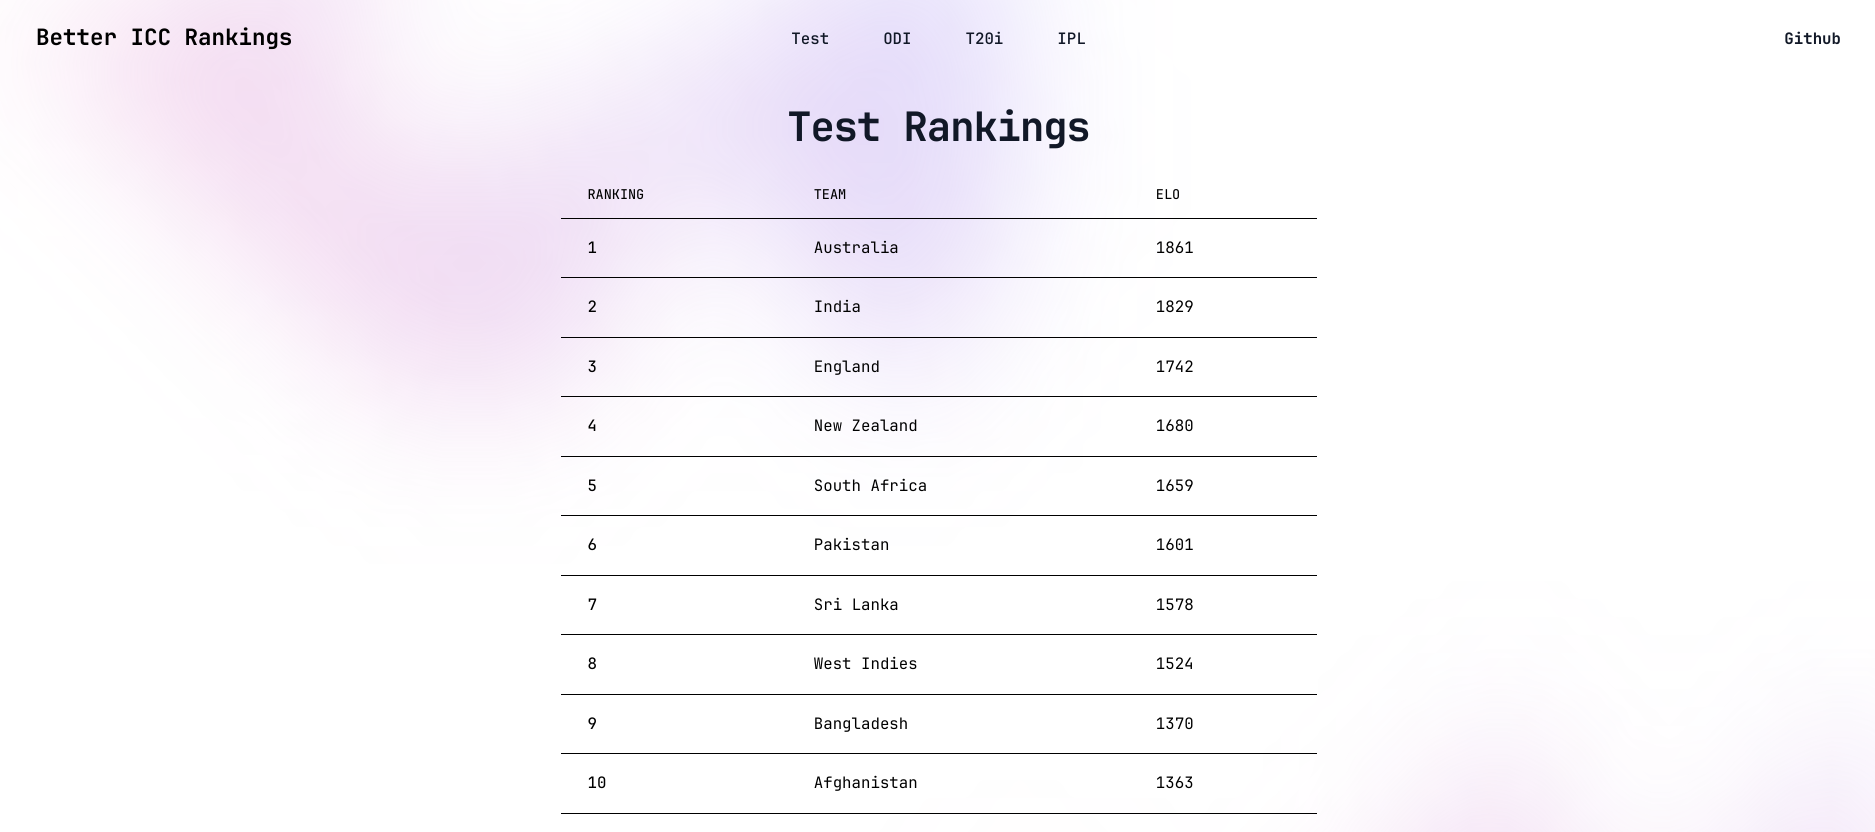 Better ICC Rankings Test ODI T20i IPL Github
Test Rankings
RANKING TEAM ELO
1 Australia 1861
2 India 1829
3 England 1742
4 New Zealand 1680
5 South Africa 1659
6 Pakistan 1601
7 Sri Lanka 1578
8 West Indies 1524
9 Bangladesh 1370
10 Afghanistan 1363